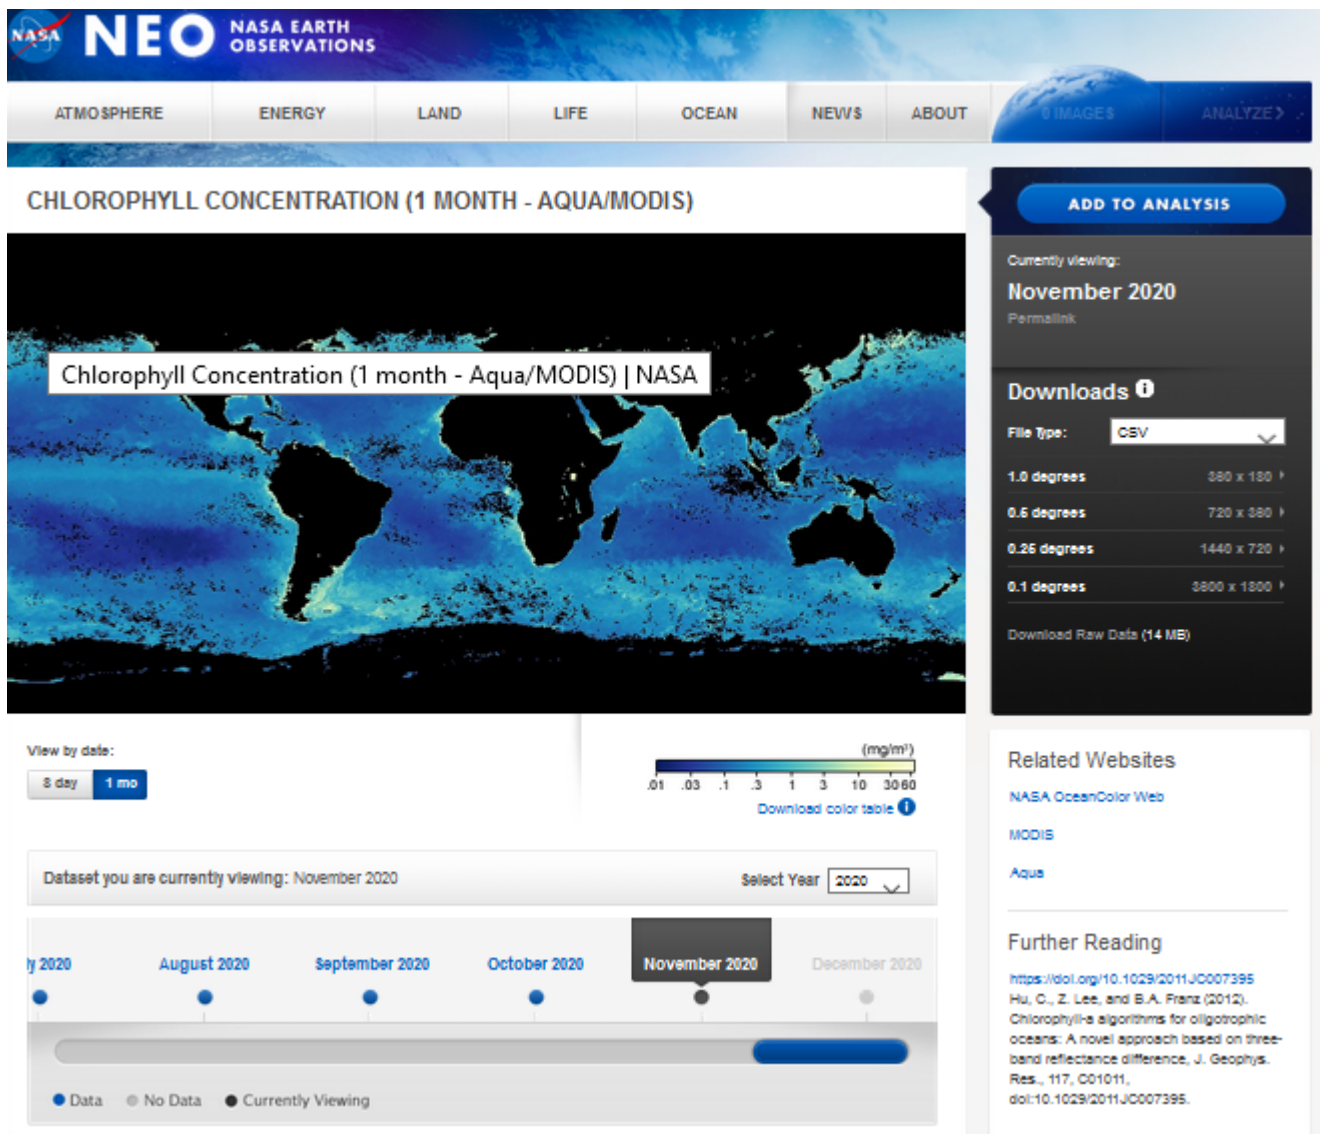 NASA NEO NASA EARTH
OBSERVATIONS
ATMOSPHERE ENERGY LAND LIFE OCEAN NEWS ABOUT 0 IMAGES ANALYZE
CHLOROPHYLL CONCENTRATION (1 MONTH - AQUA/MODIS)
Chlorophyll Concentration (1 month - Aqua/MODIS) | NASA
ADD TO ANALYSIS
Currently viewing:
November 2020
Permalink
Downloads i
File Type: CSV
1.0 degrees 360 x 180
0.5 degrees 720 x 360
0.25 degrees 1440 x 720
0.1 degrees 3600 x 1800
Download Raw Data (14 MB)
View by date:
8 day 1 mo
(mg/m³)
.01 .03 .1 .3 1 3 10 30 60
Download color table i
Dataset you are currently viewing: November 2020 Select Year 2020
y 2020 August 2020 September 2020 October 2020 November 2020 December 2020
Data No Data Currently Viewing
Related Websites
NASA OceanColor Web
MODIS
Aqua
Further Reading
https://doi.org/10.1029/2011JC007395
Hu, C., Z. Lee, and B.A. Franz (2012).
Chlorophyll-a algorithms for oligotrophic
oceans: A novel approach based on three-
band reflectance difference, J. Geophys.
Res., 117, C01011,
doi:10.1029/2011JC007395.